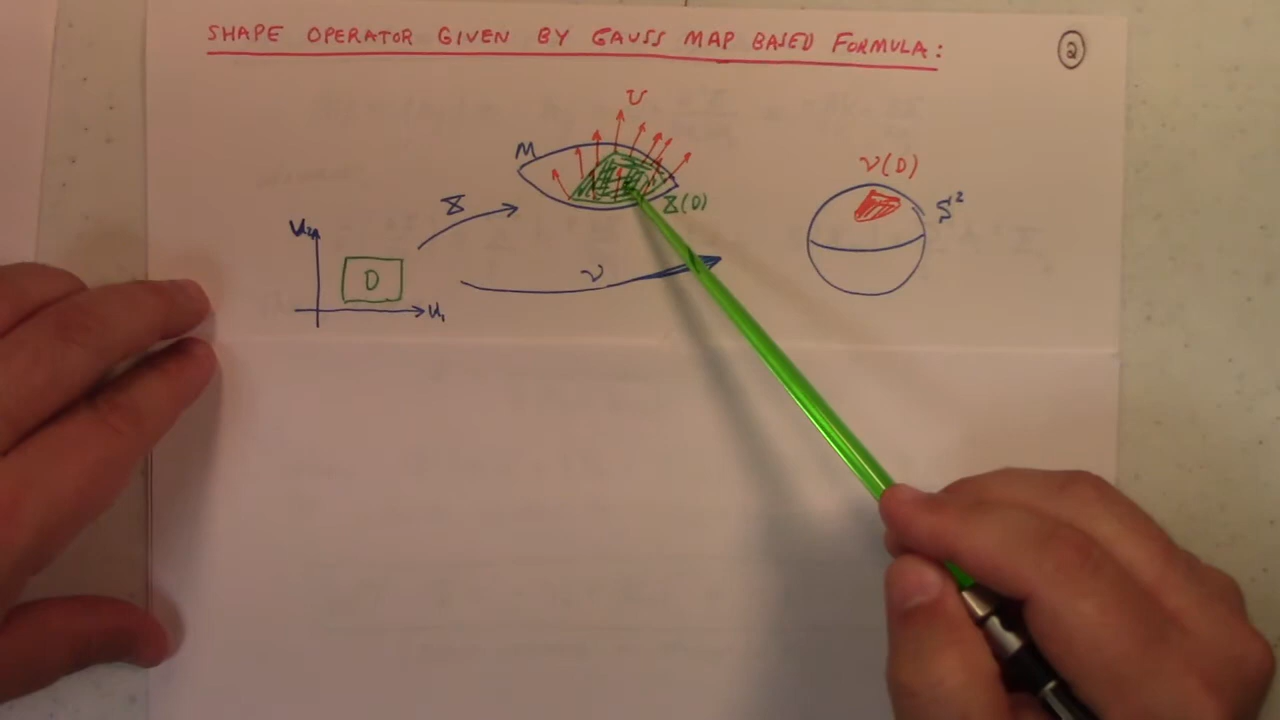 SHAPE OPERATOR GIVEN BY GAUSS MAP BASED FORMULA: 2
U
M
ν(D)
X
X(D)
S²
u₂
D
ν
u₁